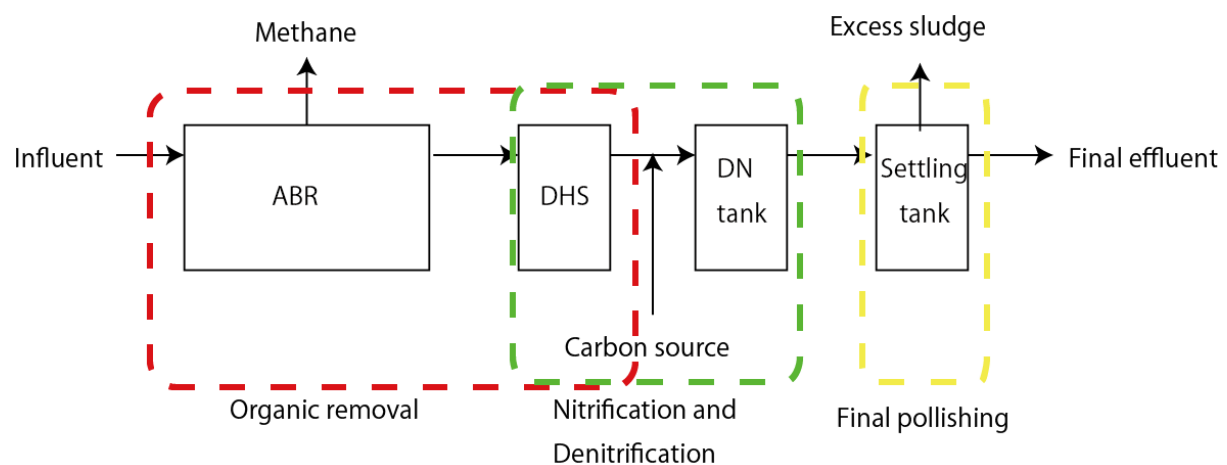 Methane
Excess sludge
Influent
ABR
DHS
DN
tank
Settling
tank
Final effluent
Carbon source
Organic removal
Nitrification and
Denitrification
Final pollishing